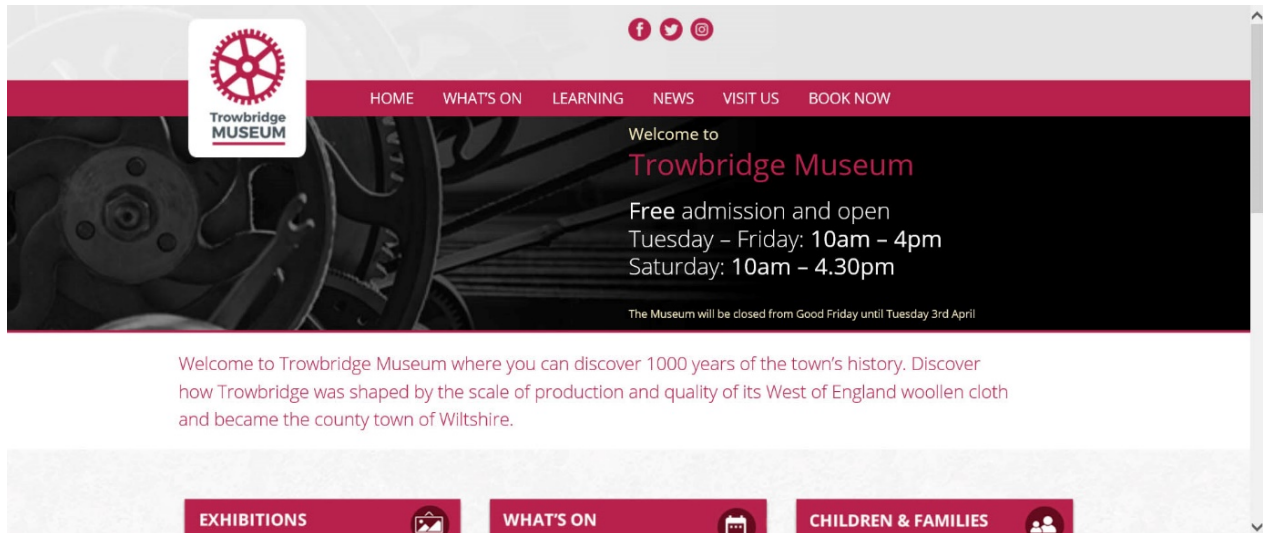 Trowbridge
MUSEUM
HOME WHAT'S ON LEARNING NEWS VISIT US BOOK NOW
Welcome to
Trowbridge Museum
Free admission and open
Tuesday – Friday: 10am – 4pm
Saturday: 10am – 4.30pm
The Museum will be closed from Good Friday until Tuesday 3rd April
Welcome to Trowbridge Museum where you can discover 1000 years of the town's history. Discover
how Trowbridge was shaped by the scale of production and quality of its West of England woollen cloth
and became the county town of Wiltshire.
EXHIBITIONS
WHAT'S ON
CHILDREN & FAMILIES